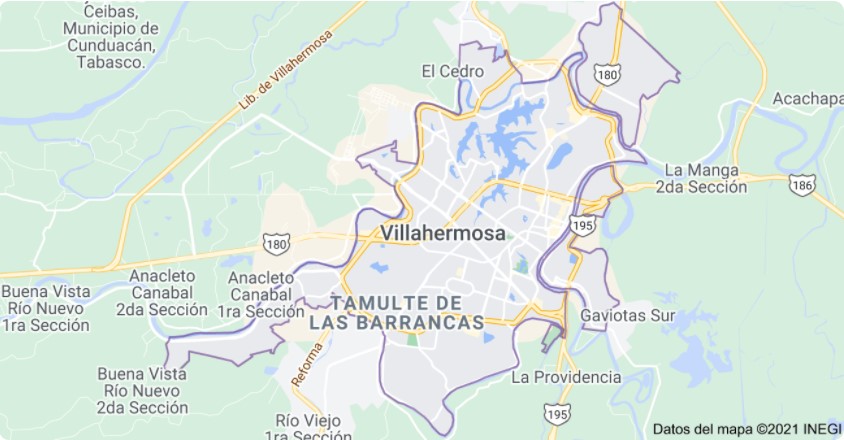 Ceibas,
Municipio de
Cunduacán,
Tabasco.
Lib. de Villahermosa
El Cedro
180
Acachapa
La Manga
2da Sección
186
195
Villahermosa
180
Anacleto
Canabal
2da Sección
Anacleto
Canabal
1ra Sección
Buena Vista
Río Nuevo
1ra Sección
TAMULTE DE
LAS BARRANCAS
Gaviotas Sur
Reforma
Buena Vista
Río Nuevo
2da Sección
La Providencia
195
Río Viejo
1ra Sección
Datos del mapa ©2021 INEGI